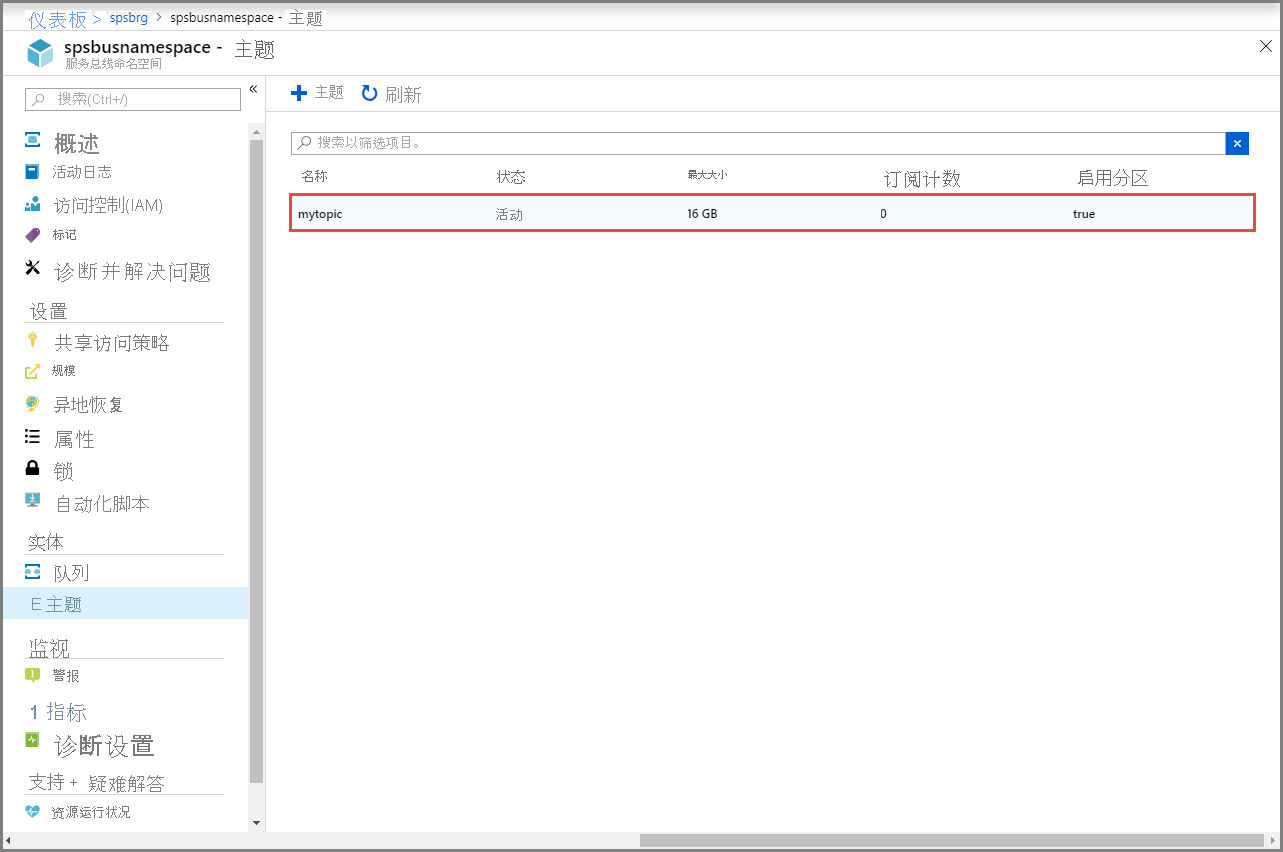 仪表板 > spsbrg > spsbusnamespace - 主题
spsbusnamespace - 主题
服务总线命名空间
搜索(Ctrl+/)
«
概述
活动日志
访问控制(IAM)
标记
诊断并解决问题
设置
共享访问策略
规模
异地恢复
属性
锁
自动化脚本
实体
队列
E 主题
监视
警报
1 指标
诊断设置
支持 + 疑难解答
资源运行状况
主题 刷新
搜索以筛选项目。
名称 状态 最大大小 订阅计数 启用分区
mytopic 活动 16 GB 0 true